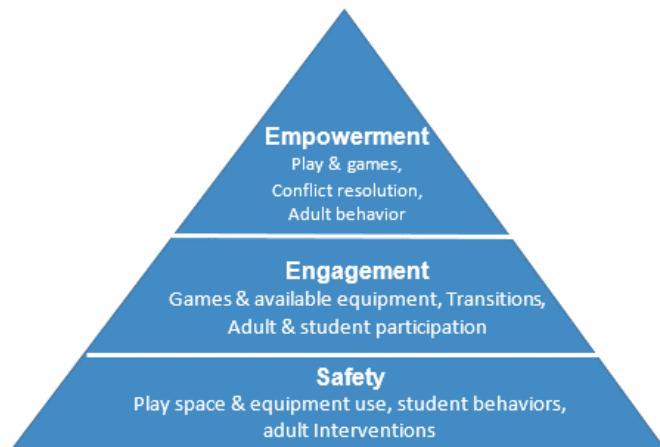 Empowerment
Play & games,
Conflict resolution,
Adult behavior
Engagement
Games & available equipment, Transitions,
Adult & student participation
Safety
Play space & equipment use, student behaviors,
adult Interventions